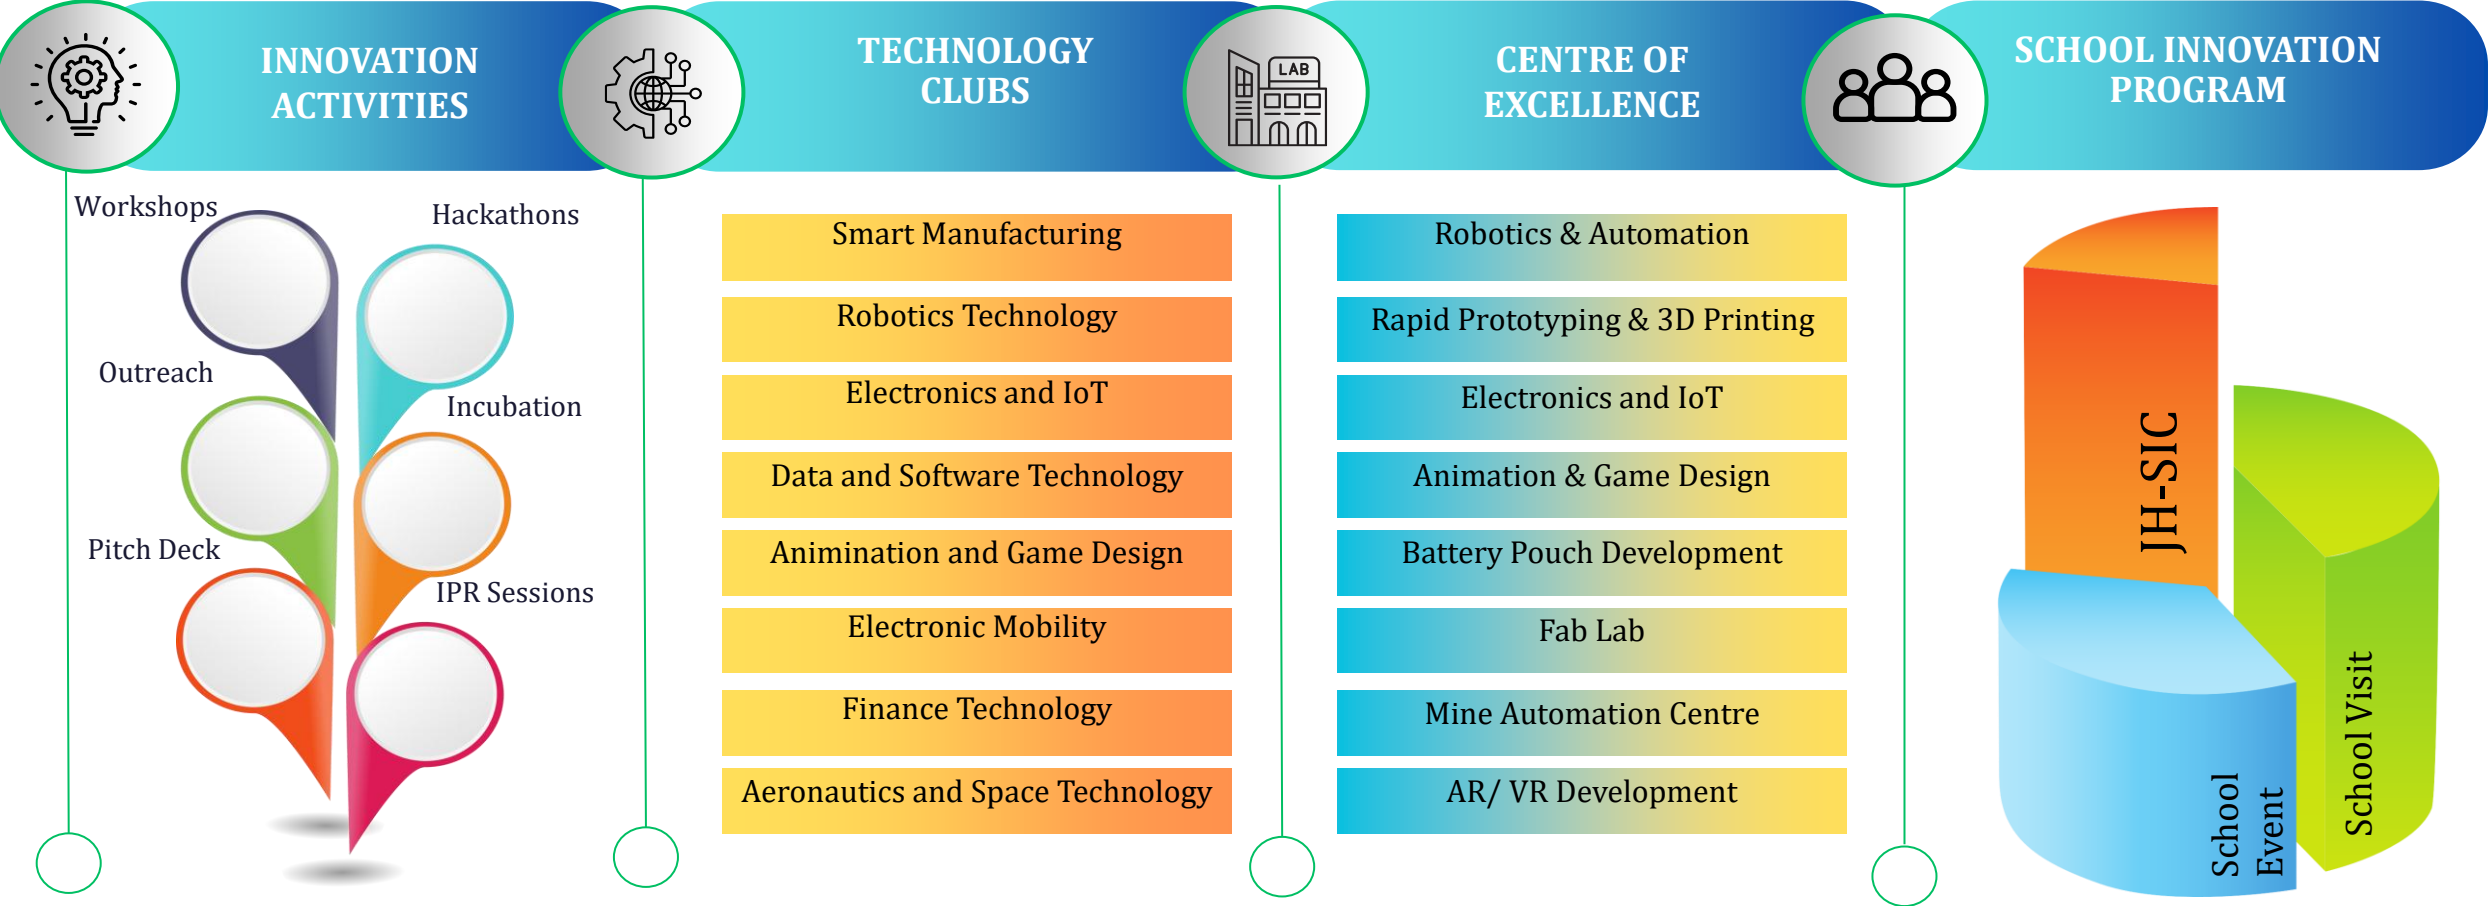 INNOVATION
ACTIVITIES
Workshops
Hackathons
Outreach
Incubation
Pitch Deck
IPR Sessions
TECHNOLOGY
CLUBS
Smart Manufacturing
Robotics Technology
Electronics and IoT
Data and Software Technology
Animination and Game Design
Electronic Mobility
Finance Technology
Aeronautics and Space Technology
LAB
CENTRE OF
EXCELLENCE
Robotics & Automation
Rapid Prototyping & 3D Printing
Electronics and IoT
Animation & Game Design
Battery Pouch Development
Fab Lab
Mine Automation Centre
AR/ VR Development
SCHOOL INNOVATION
PROGRAM
JH-SIC
School
Event
School Visit